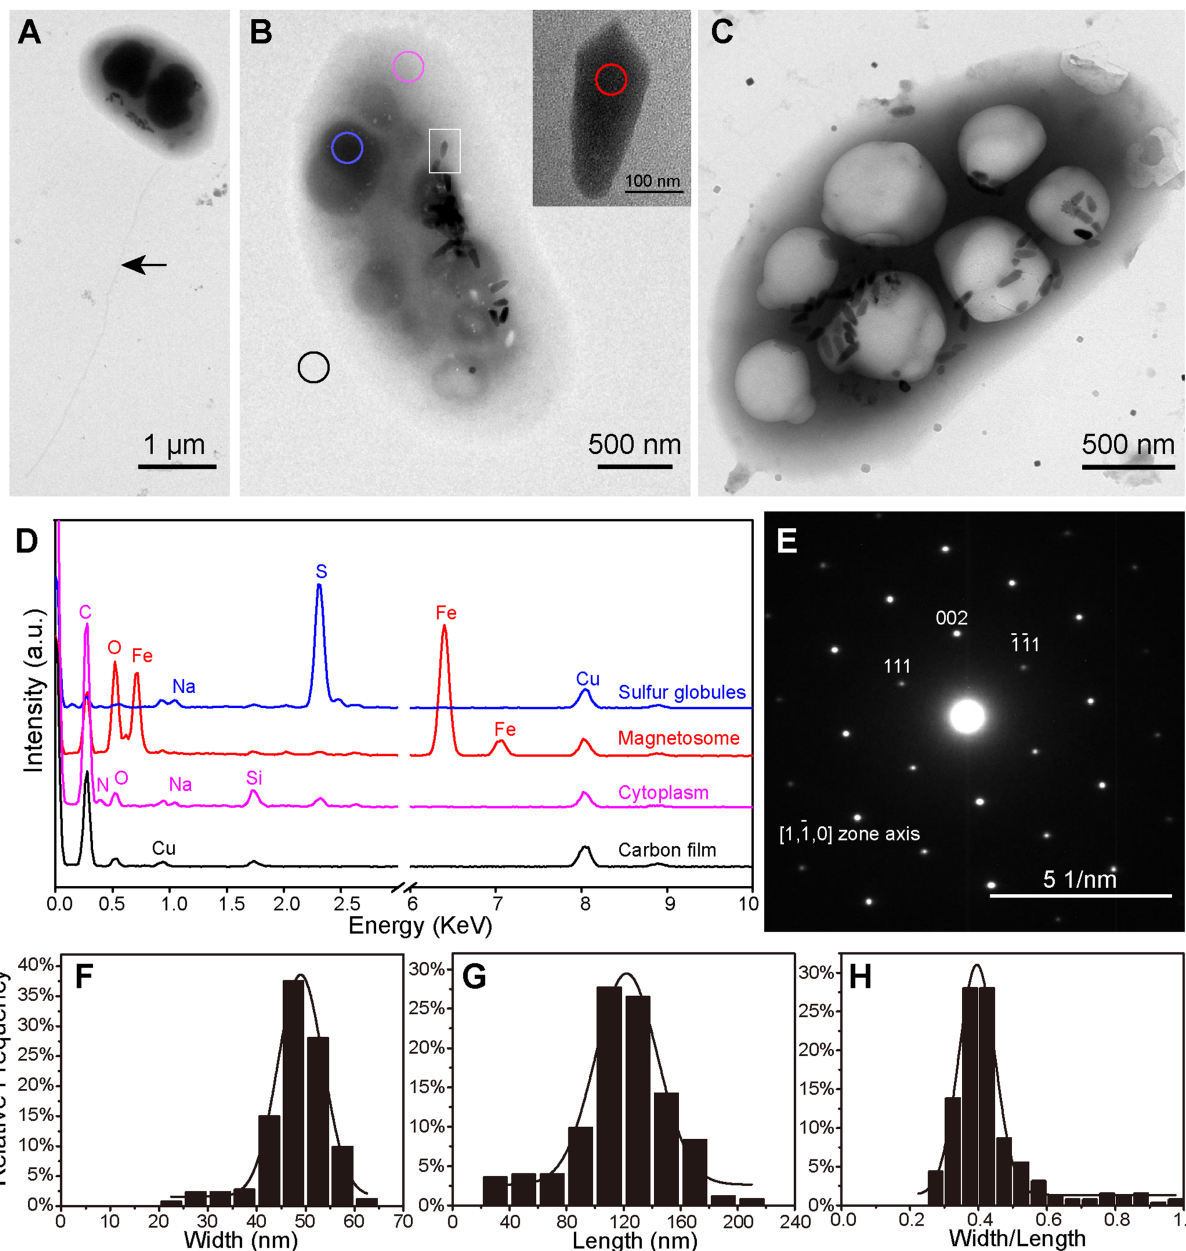 A
1 µm
B
100 nm
500 nm
C
500 nm
D
Intensity (a.u.)
C
O
Fe
Na
S
Fe
Fe
Cu
Sulfur globules
Magnetosome
N
O
Na
Si
Cytoplasm
Cu
Carbon film
0.0 0.5 1.0 1.5 2.0 2.5 6 7 8 9 10
Energy (KeV)
E
002
1̄1̄1
111
[1,1̄,0] zone axis
5 1/nm
Relative Frequency
F
40%
35%
30%
25%
20%
15%
10%
5%
0%
0 10 20 30 40 50 60 70
Width (nm)
G
30%
25%
20%
15%
10%
5%
0%
0 40 80 120 160 200 240
Length (nm)
H
30%
25%
20%
15%
10%
5%
0%
0.0 0.2 0.4 0.6 0.8 1.
Width/Length